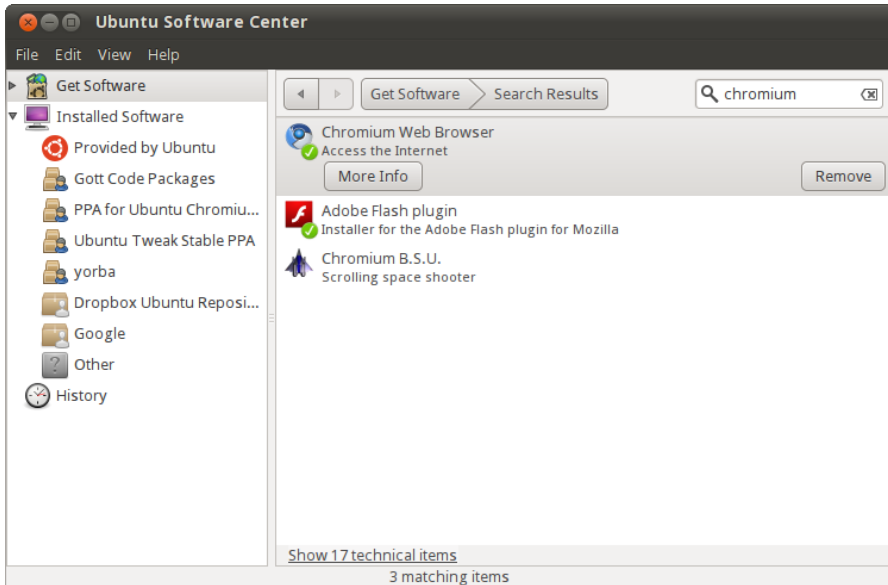 Ubuntu Software Center
File Edit View Help
Get Software
Installed Software
Provided by Ubuntu
Gott Code Packages
PPA for Ubuntu Chromiu...
Ubuntu Tweak Stable PPA
yorba
Dropbox Ubuntu Reposi...
Google
? Other
History
Get Software Search Results chromium
Chromium Web Browser
Access the Internet
More Info Remove
Adobe Flash plugin
Installer for the Adobe Flash plugin for Mozilla
Chromium B.S.U.
Scrolling space shooter
Show 17 technical items
3 matching items